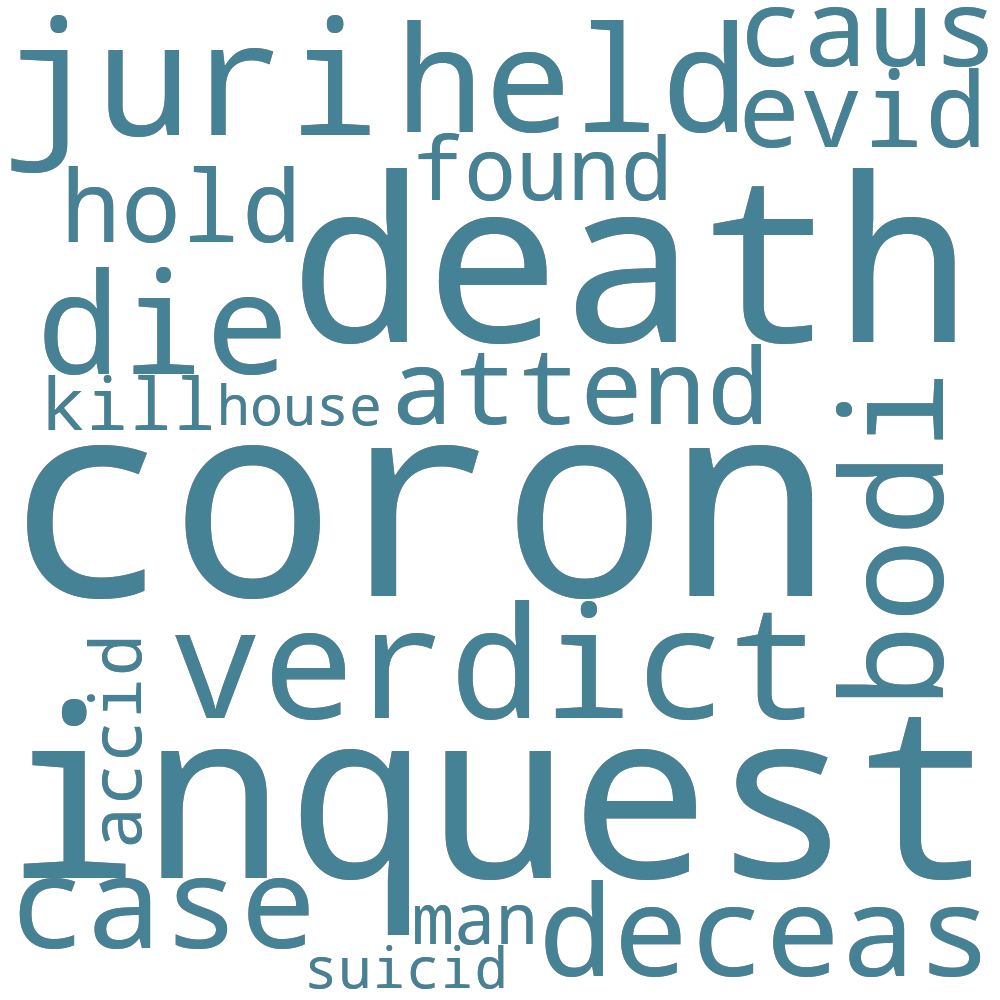 juri held caus
evid
found
hold death
die
attend
kill house
bodi
coron
verdict
accid
inquest
case man deceas
suicid